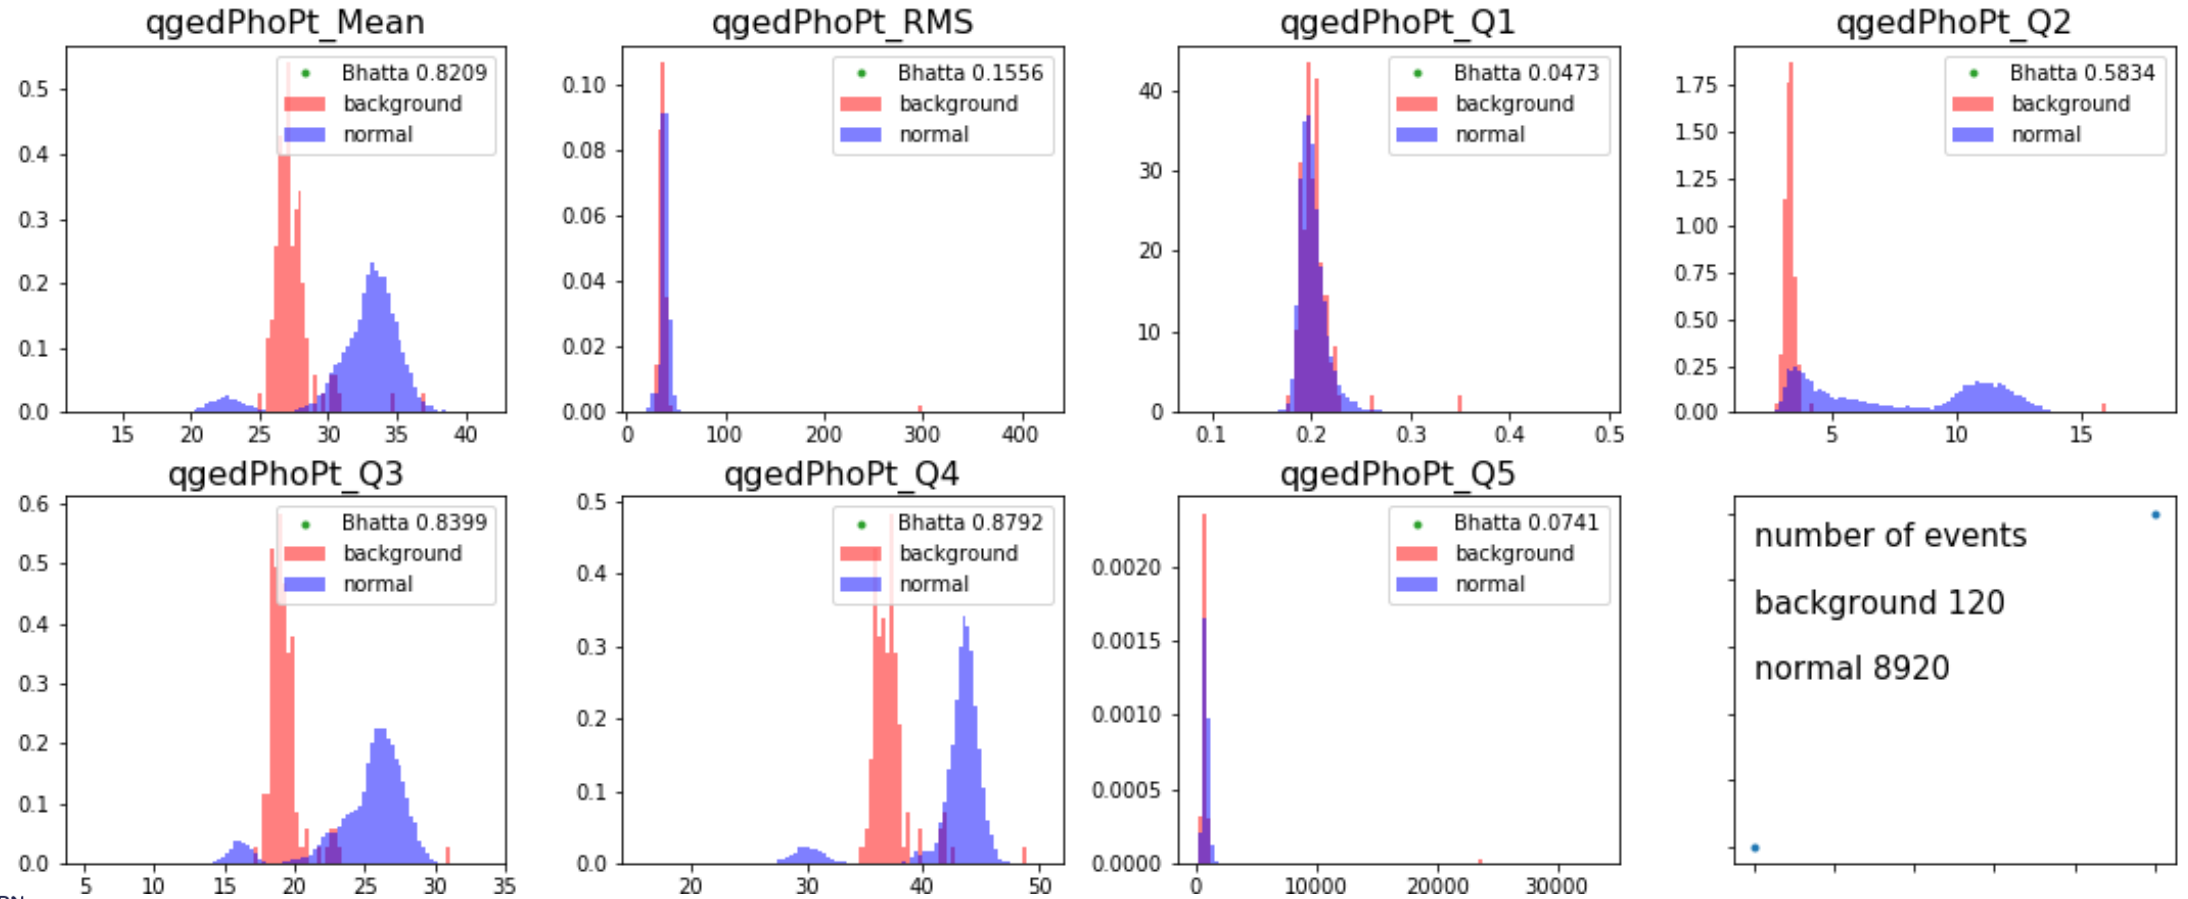 qgedPhoPt_Mean
Bhatta 0.8209
background
normal
0.5
0.4
0.3
0.2
0.1
0.0
15 20 25 30 35 40
qgedPhoPt_RMS
Bhatta 0.1556
background
normal
0.10
0.08
0.06
0.04
0.02
0.00
0 100 200 300 400
qgedPhoPt_Q1
Bhatta 0.0473
background
normal
40
30
20
10
0
0.1 0.2 0.3 0.4 0.5
qgedPhoPt_Q2
Bhatta 0.5834
background
normal
1.75
1.50
1.25
1.00
0.75
0.50
0.25
0.00
5 10 15
qgedPhoPt_Q3
Bhatta 0.8399
background
normal
0.6
0.5
0.4
0.3
0.2
0.1
0.0
5 10 15 20 25 30 35
qgedPhoPt_Q4
Bhatta 0.8792
background
normal
0.5
0.4
0.3
0.2
0.1
0.0
20 30 40 50
qgedPhoPt_Q5
Bhatta 0.0741
background
normal
0.0020
0.0015
0.0010
0.0005
0.0000
0 10000 20000 30000
number of events
background 120
normal 8920